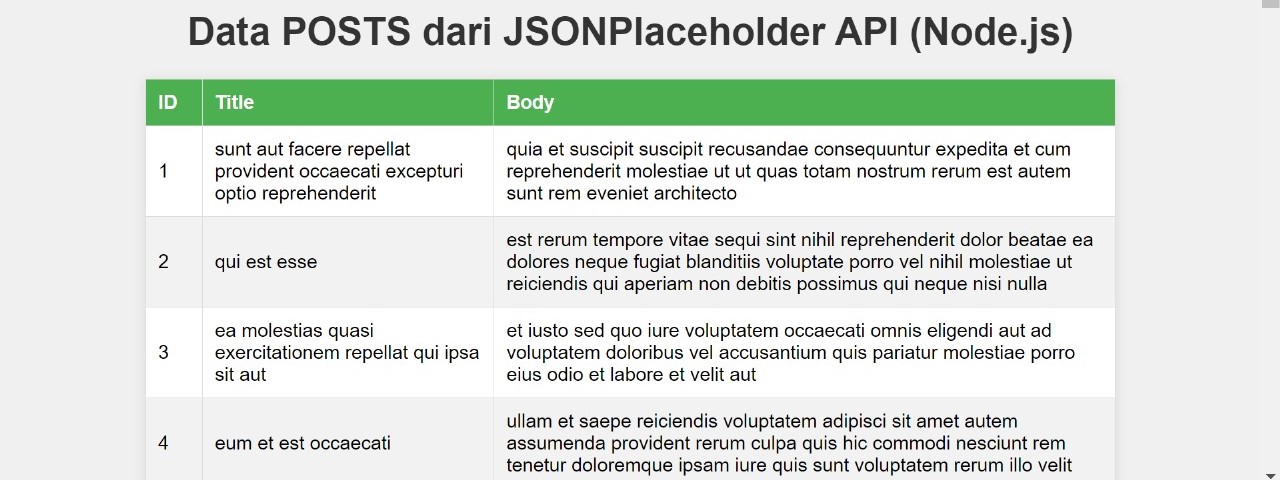 Data POSTS dari JSONPlaceholder API (Node.js)
ID Title Body
1
sunt aut facere repellat
provident occaecati excepturi
optio reprehenderit
quia et suscipit suscipit recusandae consequuntur expedita et cum
reprehenderit molestiae ut ut quas totam nostrum rerum est autem
sunt rem eveniet architecto
2
qui est esse
est rerum tempore vitae sequi sint nihil reprehenderit dolor beatae ea
dolores neque fugiat blanditiis voluptate porro vel nihil molestiae ut
reiciendis qui aperiam non debitis possimus qui neque nisi nulla
3
ea molestias quasi
exercitationem repellat qui ipsa
sit aut
et iusto sed quo iure voluptatem occaecati omnis eligendi aut ad
voluptatem doloribus vel accusantium quis pariatur molestiae porro
eius odio et labore et velit aut
4
eum et est occaecati
ullam et saepe reiciendis voluptatem adipisci sit amet autem
assumenda provident rerum culpa quis hic commodi nesciunt rem
tenetur doloremque ipsam iure quis sunt voluptatem rerum illo velit